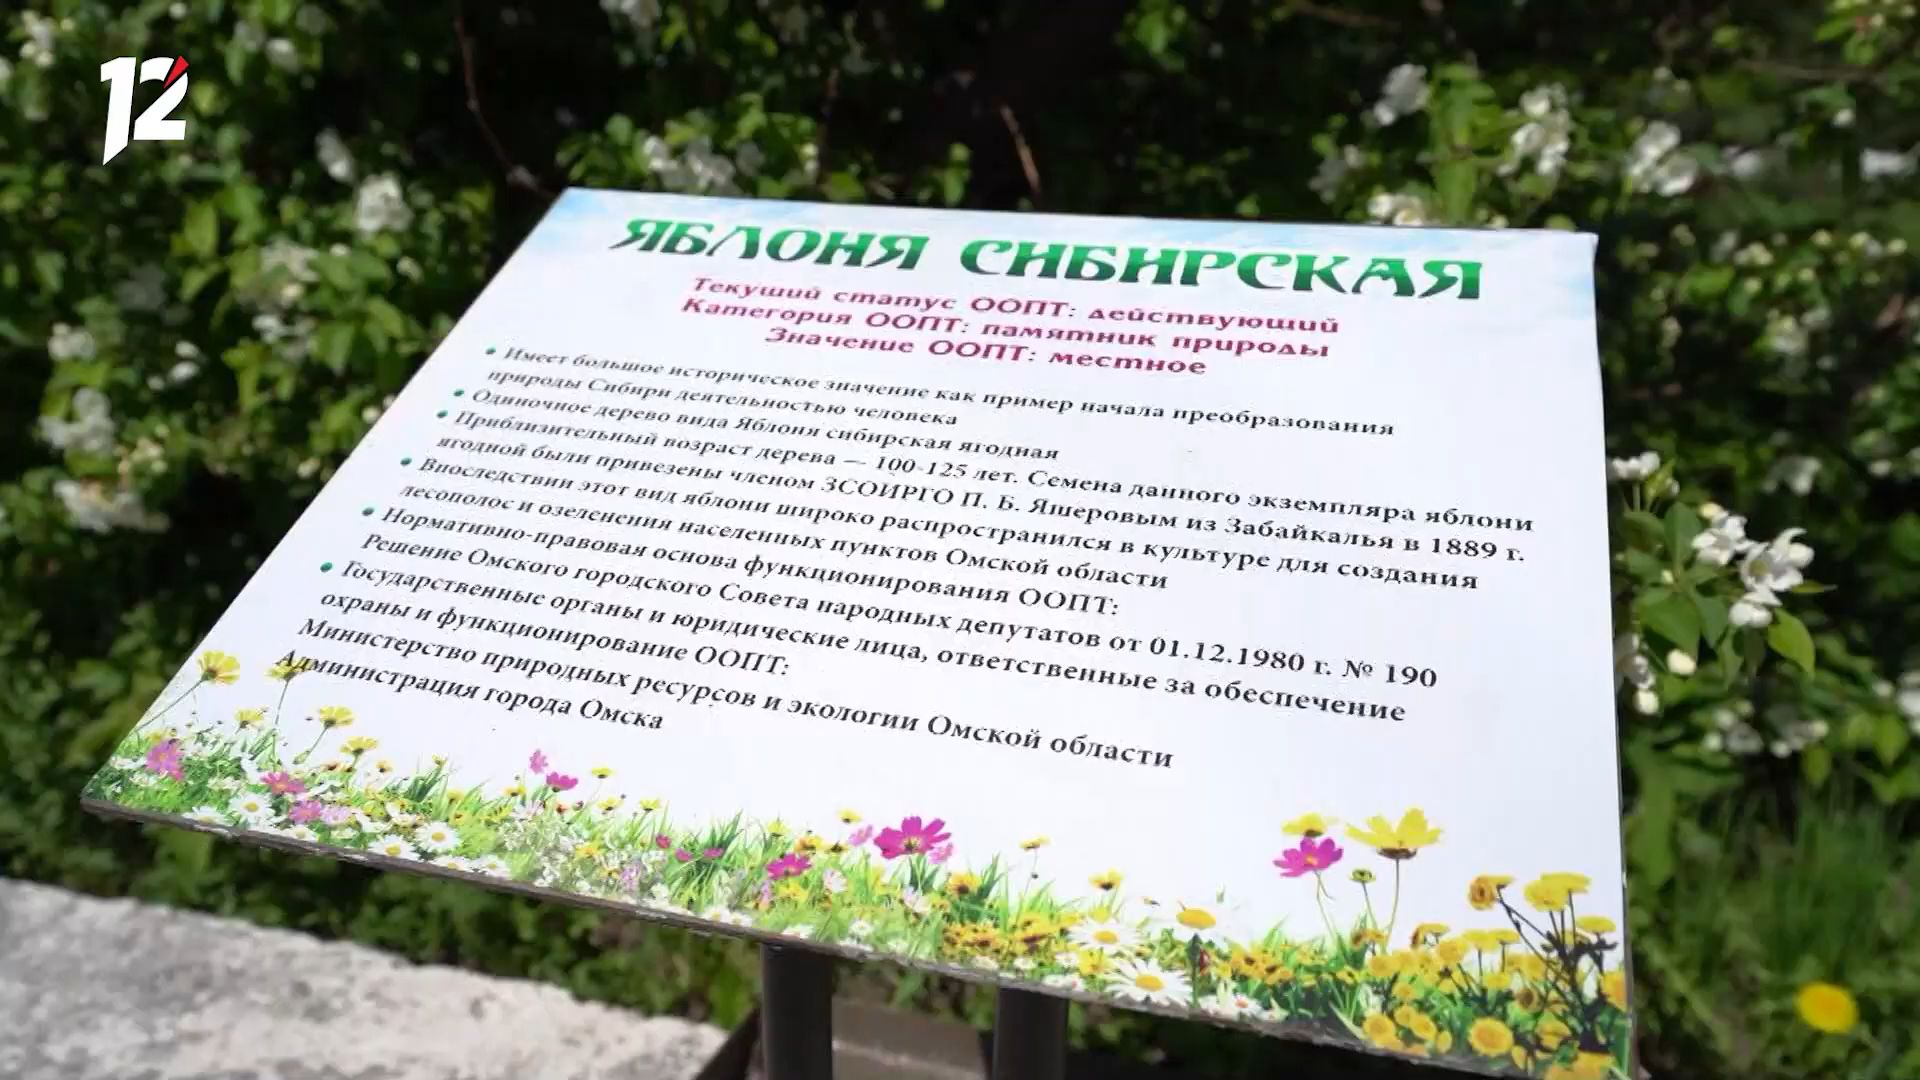 12
ЯБЛОНЯ СИБИРСКАЯ
Текущий статус ООПТ: действующий
Категория ООПТ: памятник природы
Значение ООПТ: местное
• Имеет большое историческое значение как пример начала преобразования
природы Сибири деятельностью человека
• Одиночное дерево вида Яблоня сибирская ягодная
• Приблизительный возраст дерева — 100-125 лет. Семена данного экземпляра яблони
ягодной были привезены членом ЗСОИРГО П. Б. Яшеровым из Забайкалья в 1889 г.
• Впоследствии этот вид яблони широко распространился в культуре для создания
лесополос и озеленения населенных пунктов Омской области
• Нормативно-правовая основа функционирования ООПТ:
Решение Омского городского Совета народных депутатов от 01.12.1980 г. № 190
• Государственные органы и юридические лица, ответственные за обеспечение
охраны и функционирование ООПТ:
Министерство природных ресурсов и экологии Омской области
Администрация города Омска